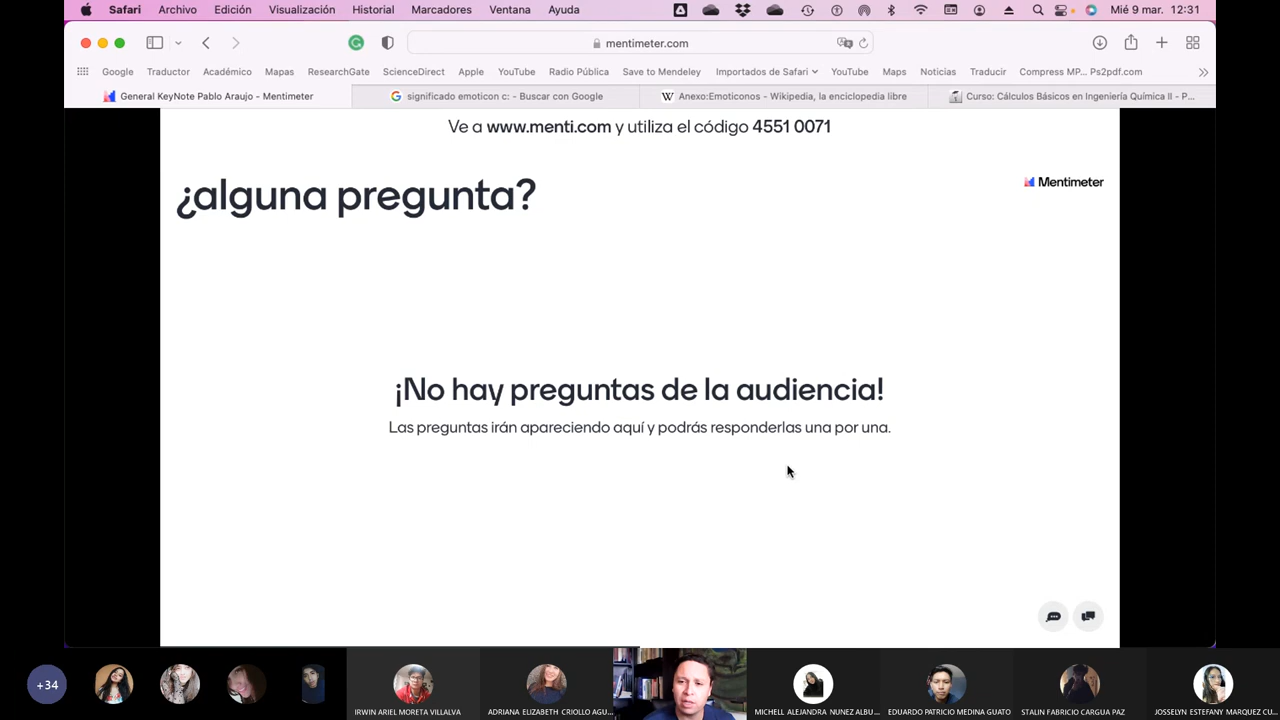 Safari Archivo Edición Visualización Historial Marcadores Ventana Ayuda Mié 9 mar. 12:31
mentimeter.com
Google Traductor Académico Mapas ResearchGate ScienceDirect Apple YouTube Radio Pública Save to Mendeley Importados de Safari YouTube Maps Noticias Traducir Compress MP... Ps2pdf.com
General KeyNote Pablo Araujo - Mentimeter significado emoticon c: - Buscar con Google Anexo:Emoticonos - Wikipedia, la enciclopedia libre Curso: Cálculos Básicos en Ingeniería Química II - P...
Ve a www.menti.com y utiliza el código 4551 0071
¿alguna pregunta?
Mentimeter
¡No hay preguntas de la audiencia!
Las preguntas irán apareciendo aquí y podrás responderlas una por una.
+34
IRWIN ARIEL MORETA VILLALVA ADRIANA ELIZABETH CRIOLLO AGU... MICHELL ALEJANDRA NUNEZ ALBU... EDUARDO PATRICIO MEDINA GUATO STALIN FABRICIO CARGUA PAZ JOSSELYN ESTEFANY MARQUEZ CU...